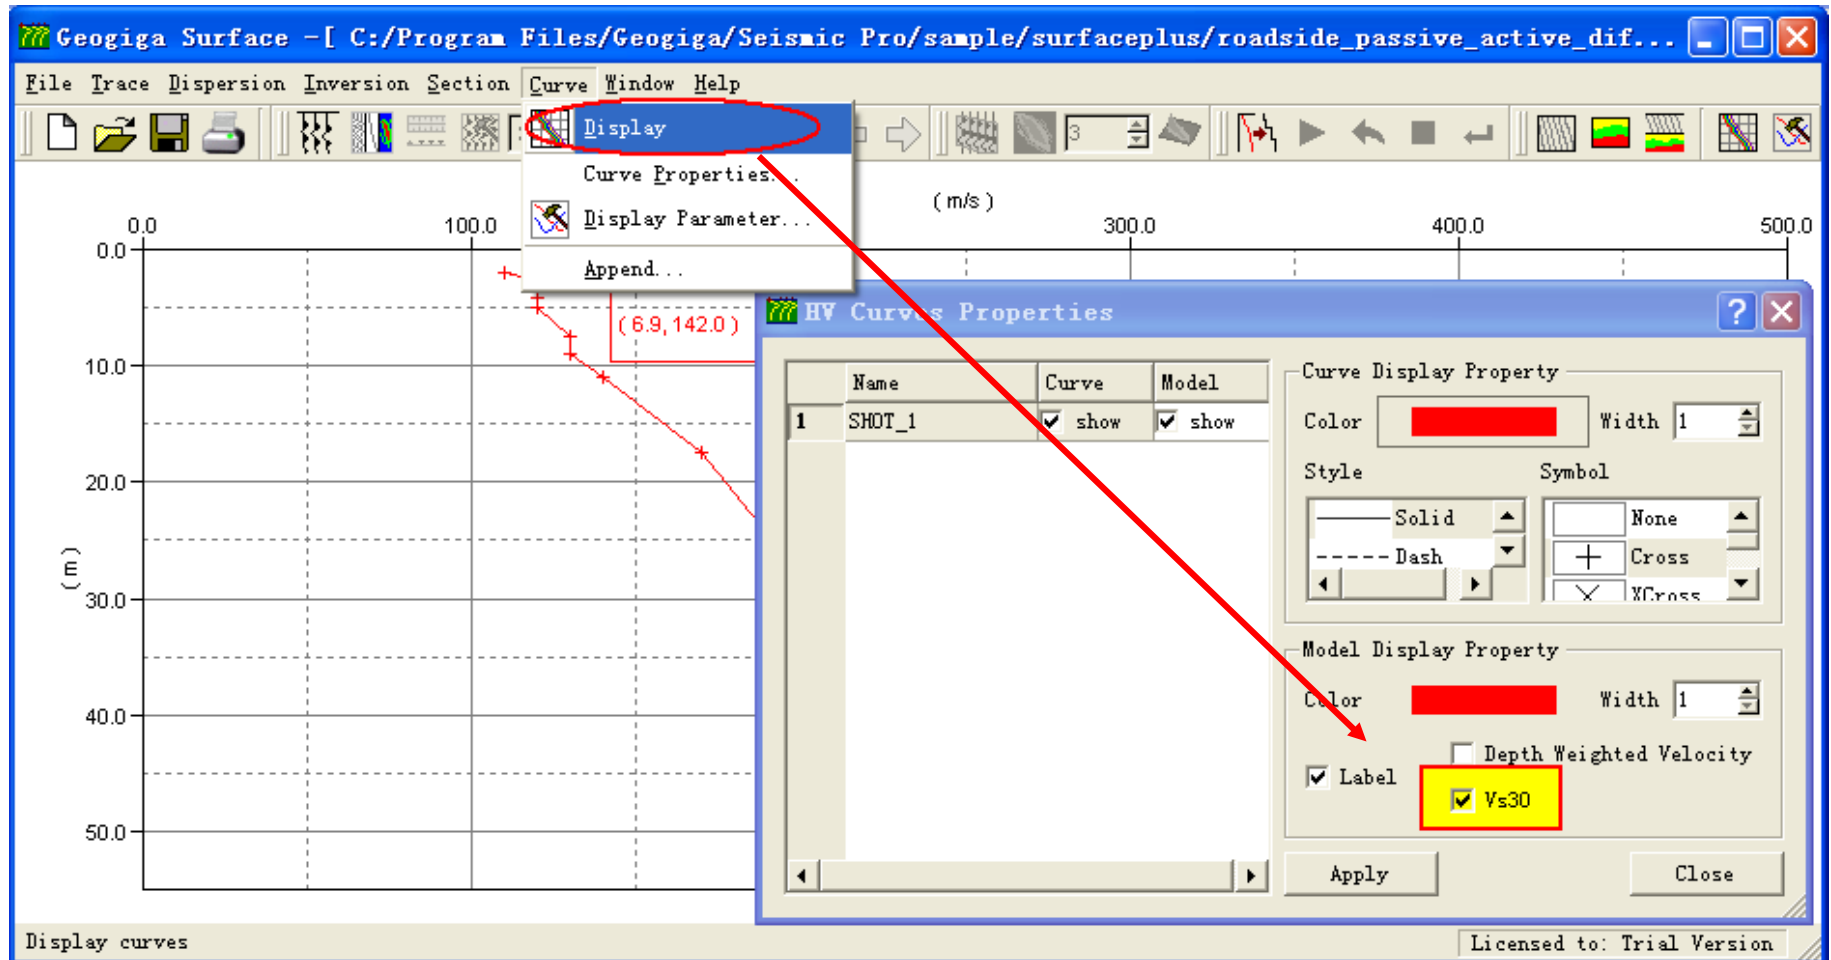 Geogiga Surface -[ C:/Program Files/Geogiga/Seismic Pro/sample/surfaceplus/roadside_passive_active_dif...
File Trace Dispersion Inversion Section Curve Window Help
Display
3
Curve Properties...
Display Parameter...
Append...
(m/s)
0.0 100.0 300.0 400.0 500.0
0.0
(6.9, 142.0)
10.0
20.0
(m)
30.0
40.0
50.0
HV Curves Properties
Name Curve Model
1 SHOT_1 show show
Curve Display Property
Color Width 1
Style Symbol
Solid None
Dash Cross
XCross
Model Display Property
Color Width 1
Depth Weighted Velocity
Label
Vs30
Apply Close
Display curves Licensed to: Trial Version